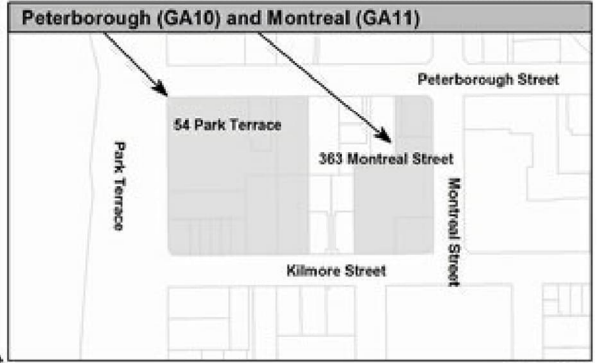 Peterborough (GA10) and Montreal (GA11)
Peterborough Street
54 Park Terrace
363 Montreal Street
Park Terrace
Montreal Street
Kilmore Street